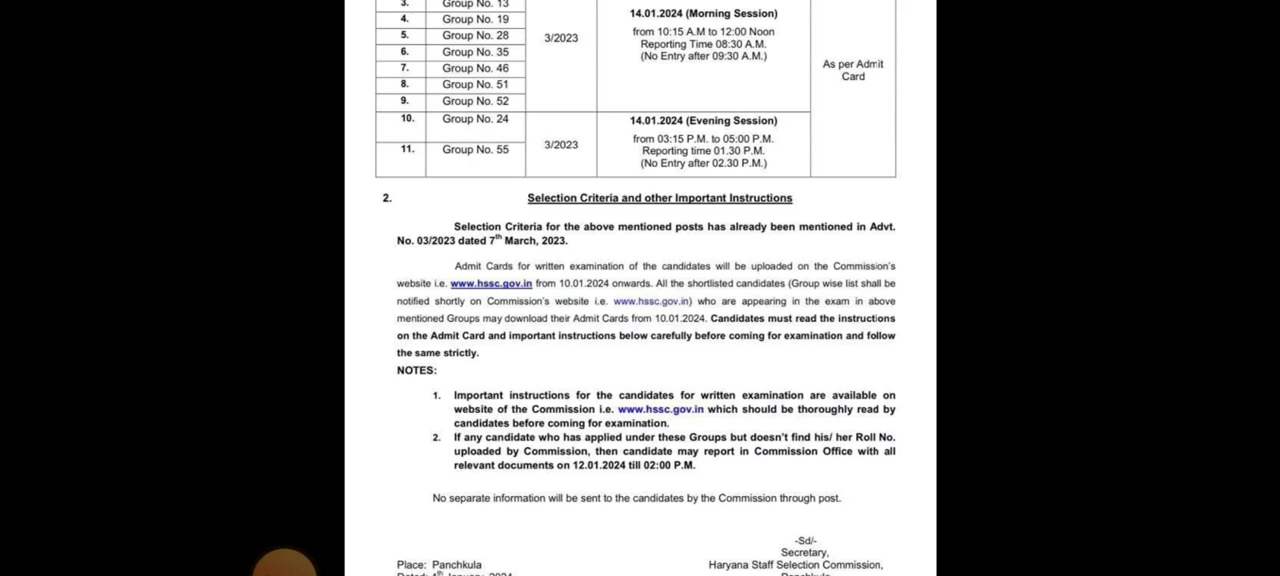 3. Group No. 13
4. Group No. 19
5. Group No. 28
6. Group No. 35
7. Group No. 46
8. Group No. 51
9. Group No. 52
3/2023
14.01.2024 (Morning Session)
from 10:15 A.M to 12:00 Noon
Reporting Time 08:30 A.M.
(No Entry after 09:30 A.M.)
As per Admit
Card
10. Group No. 24
11. Group No. 55
3/2023
14.01.2024 (Evening Session)
from 03:15 P.M. to 05:00 P.M.
Reporting time 01.30 P.M.
(No Entry after 02.30 P.M.)
2. Selection Criteria and other Important Instructions
Selection Criteria for the above mentioned posts has already been mentioned in Advt.
No. 03/2023 dated 7th March, 2023.
Admit Cards for written examination of the candidates will be uploaded on the Commission's
website i.e. www.hssc.gov.in from 10.01.2024 onwards. All the shortlisted candidates (Group wise list shall be
notified shortly on Commission's website i.e. www.hssc.gov.in) who are appearing in the exam in above
mentioned Groups may download their Admit Cards from 10.01.2024. Candidates must read the instructions
on the Admit Card and important instructions below carefully before coming for examination and follow
the same strictly.
NOTES:
1. Important instructions for the candidates for written examination are available on
website of the Commission i.e. www.hssc.gov.in which should be thoroughly read by
candidates before coming for examination.
2. If any candidate who has applied under these Groups but doesn't find his/ her Roll No.
uploaded by Commission, then candidate may report in Commission Office with all
relevant documents on 12.01.2024 till 02:00 P.M.
No separate information will be sent to the candidates by the Commission through post.
-Sd/-
Secretary,
Place: Panchkula
Haryana Staff Selection Commission,
Dated: 4th January, 2024
Panchkula